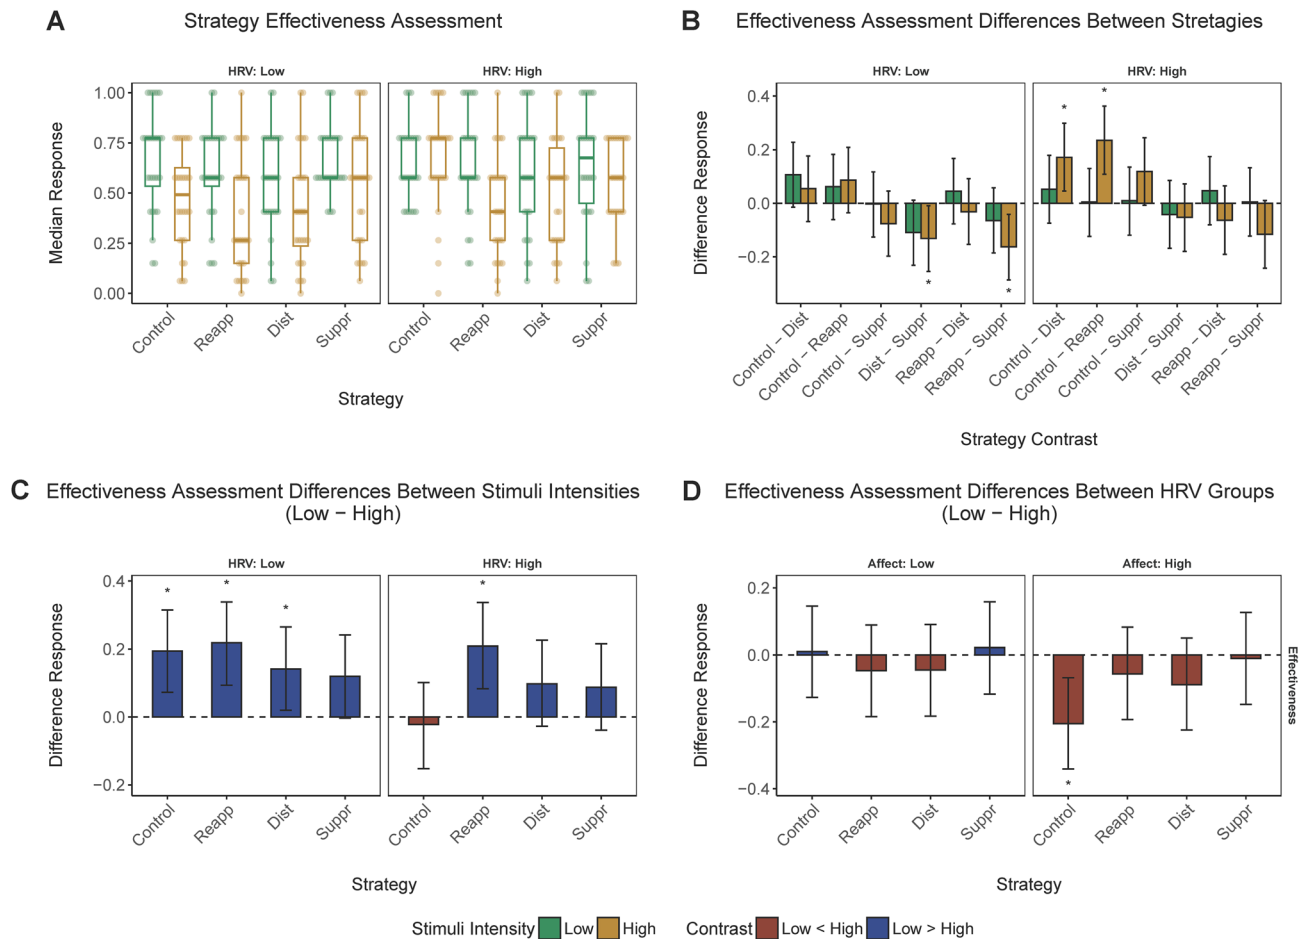 A
Strategy Effectiveness Assessment
HRV: Low
HRV: High
1.00
0.75
0.50
0.25
0.00
Median Response
Control
Reapp
Dist
Suppr
Control
Reapp
Dist
Suppr
Strategy
B
Effectiveness Assessment Differences Between Stretagies
HRV: Low
HRV: High
0.4
0.2
0.0
−0.2
Difference Response
*
*
*
*
Control − Dist
Control − Reapp
Control − Suppr
Dist − Suppr
Reapp − Dist
Reapp − Suppr
Control − Dist
Control − Reapp
Control − Suppr
Dist − Suppr
Reapp − Dist
Reapp − Suppr
Strategy Contrast
C
Effectiveness Assessment Differences Between Stimuli Intensities
(Low − High)
HRV: Low
HRV: High
0.4
0.2
0.0
−0.2
Difference Response
*
*
*
*
Control
Reapp
Dist
Suppr
Control
Reapp
Dist
Suppr
Strategy
D
Effectiveness Assessment Differences Between HRV Groups
(Low − High)
Affect: Low
Affect: High
0.2
0.0
−0.2
−0.4
Difference Response
*
Effectiveness
Control
Reapp
Dist
Suppr
Control
Reapp
Dist
Suppr
Strategy
Stimuli Intensity Low High
Contrast Low < High Low > High